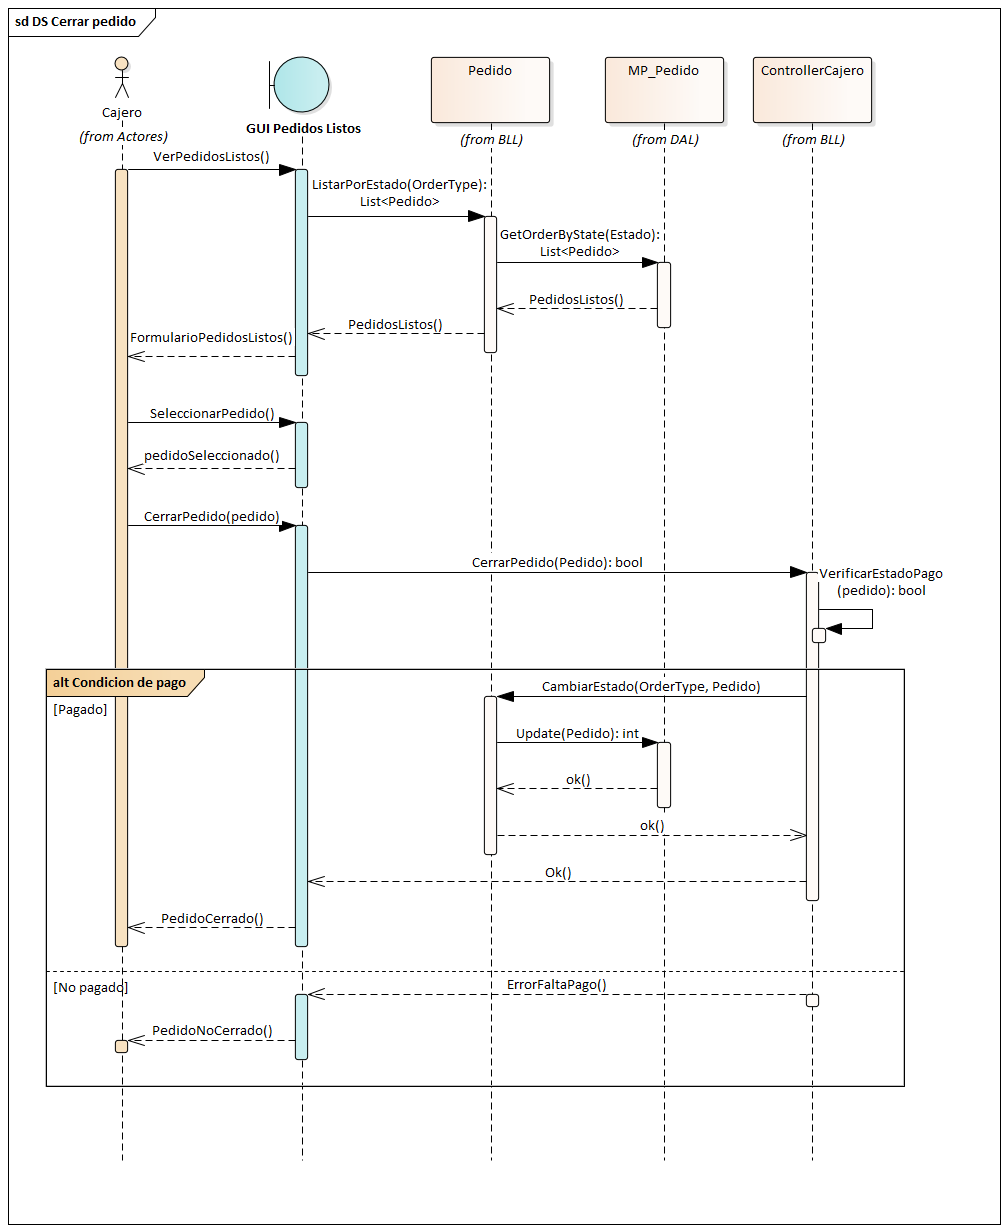 sd DS Cerrar pedido
Cajero
(from Actores)
GUI Pedidos Listos
Pedido
(from BLL)
MP_Pedido
(from DAL)
ControllerCajero
(from BLL)
VerPedidosListos()
ListarPorEstado(OrderType):
List<Pedido>
GetOrderByState(Estado):
List<Pedido>
PedidosListos()
PedidosListos()
FormularioPedidosListos()
SeleccionarPedido()
pedidoSeleccionado()
CerrarPedido(pedido)
CerrarPedido(Pedido): bool
VerificarEstadoPago
(pedido): bool
alt Condicion de pago
[Pagado]
CambiarEstado(OrderType, Pedido)
Update(Pedido): int
ok()
ok()
Ok()
PedidoCerrado()
[No pagado]
ErrorFaltaPago()
PedidoNoCerrado()